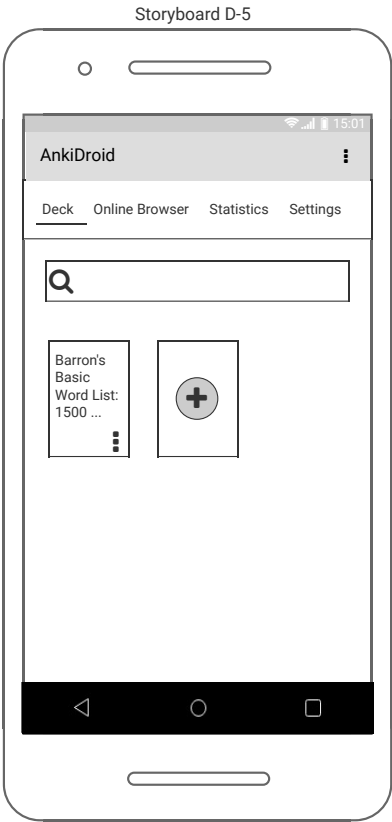 Storyboard D-5
15:01
AnkiDroid
Deck Online Browser Statistics Settings
Barron's
Basic
Word List:
1500 ...